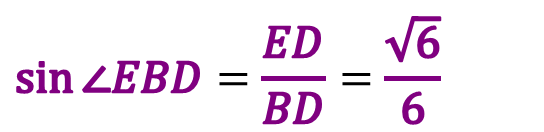 sin ∠EBD = ED/BD = √6/6